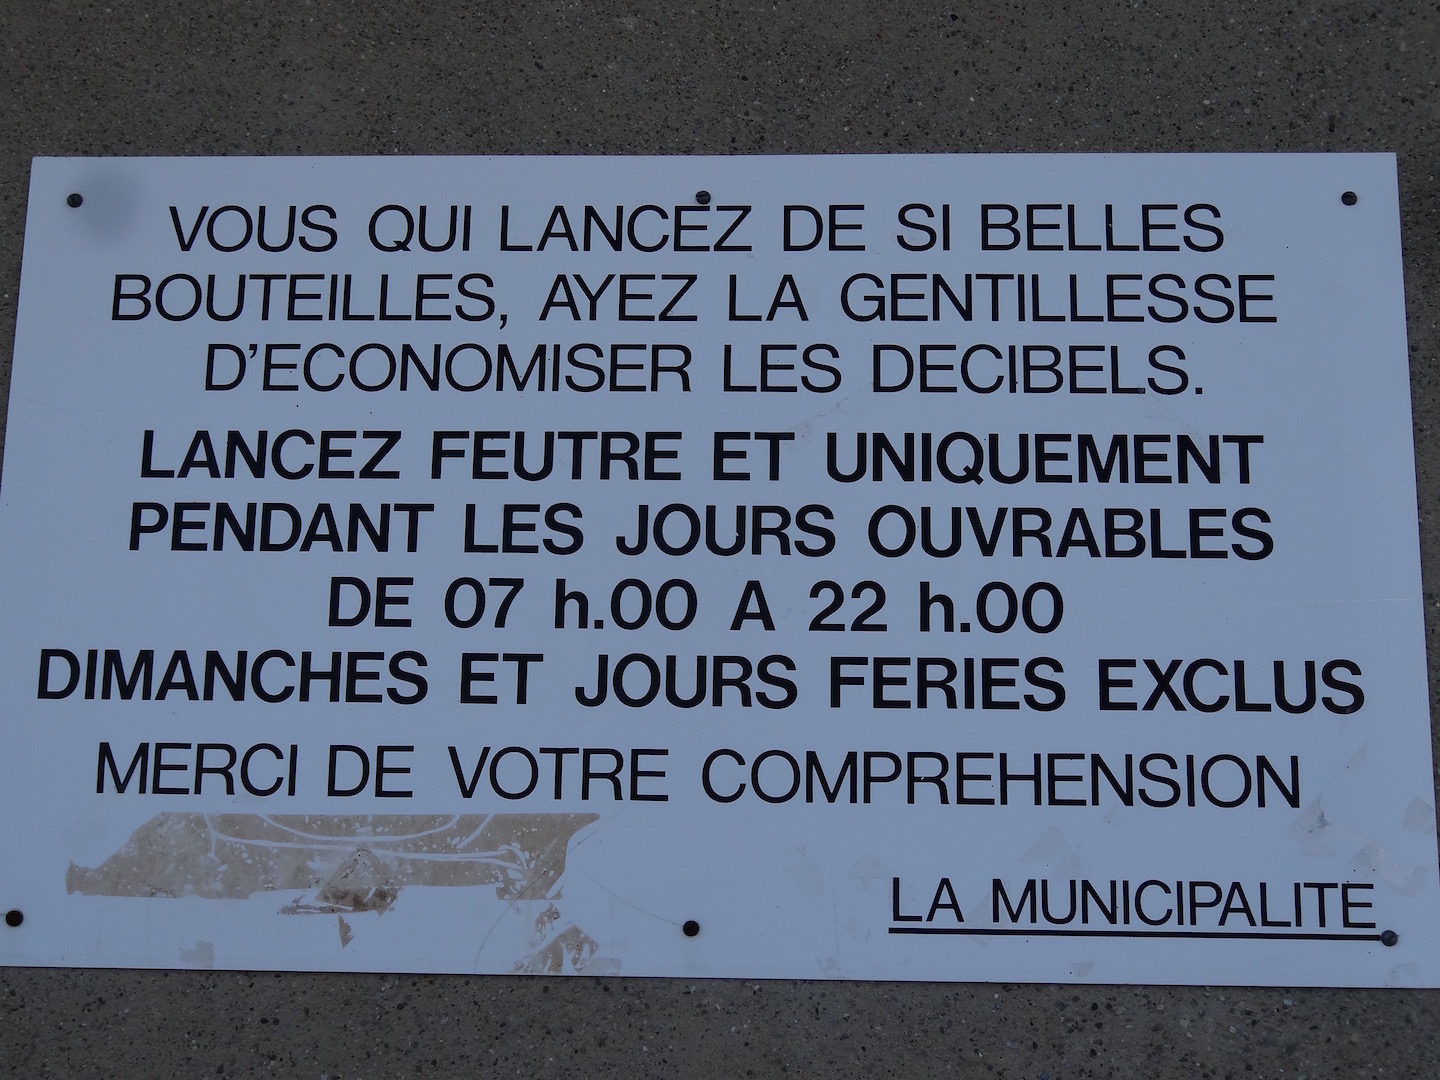 VOUS QUI LANCEZ DE SI BELLES
BOUTEILLES, AYEZ LA GENTILLESSE
D'ECONOMISER LES DECIBELS.
LANCEZ FEUTRE ET UNIQUEMENT
PENDANT LES JOURS OUVRABLES
DE 07 h.00 A 22 h.00
DIMANCHES ET JOURS FERIES EXCLUS
MERCI DE VOTRE COMPREHENSION
LA MUNICIPALITE